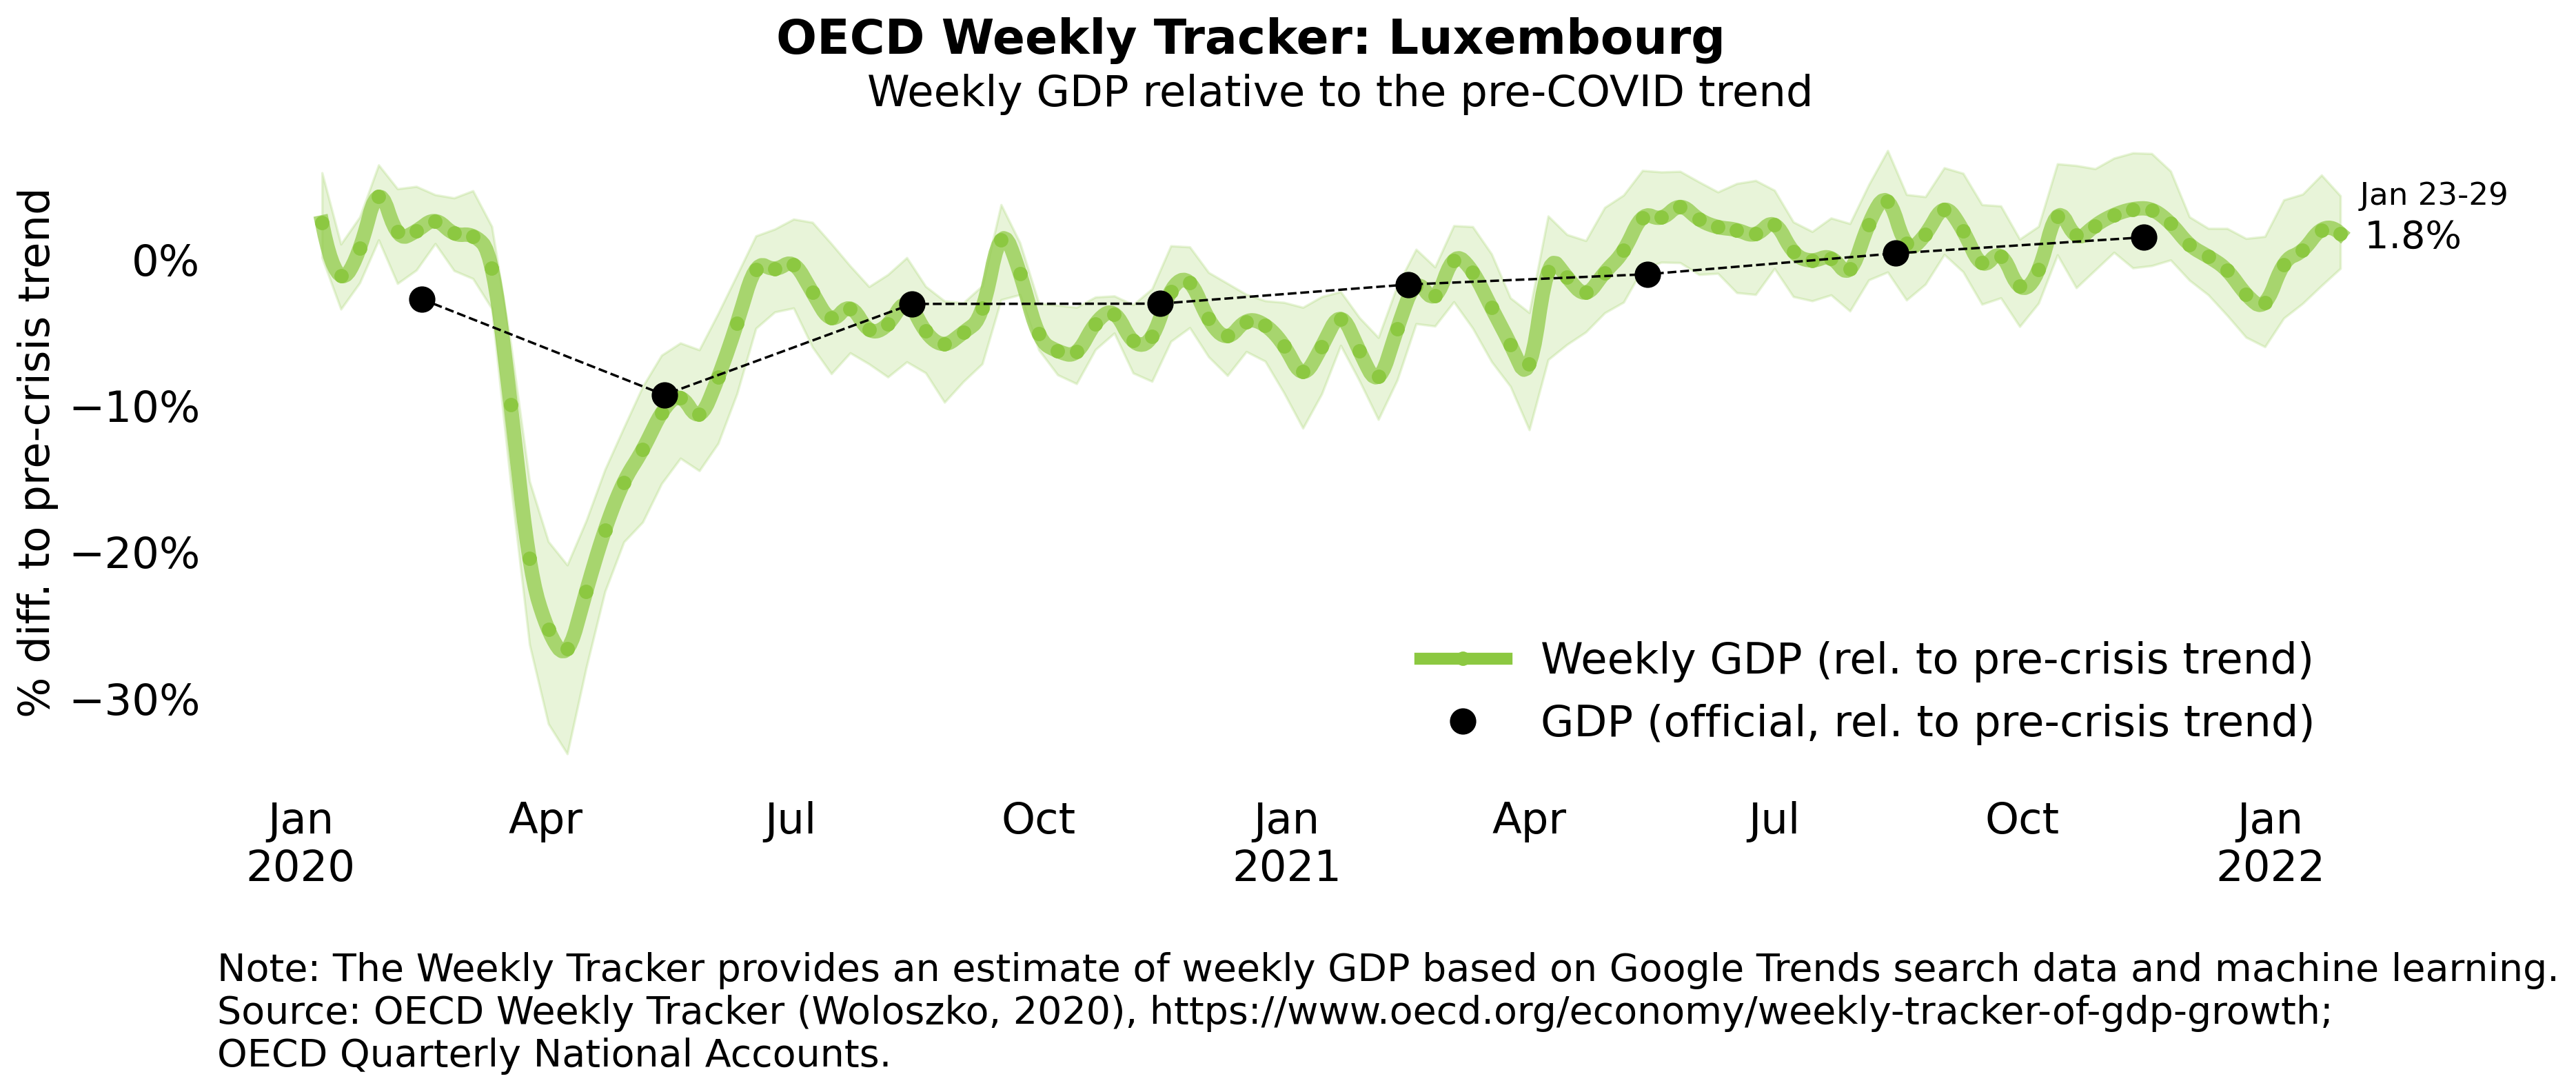 OECD Weekly Tracker: Luxembourg
Weekly GDP relative to the pre-COVID trend
% diff. to pre-crisis trend
0%
−10%
−20%
−30%
Jan 23-29
1.8%
Weekly GDP (rel. to pre-crisis trend)
GDP (official, rel. to pre-crisis trend)
Jan Apr Jul Oct Jan Apr Jul Oct Jan
2020 2021 2022
Note: The Weekly Tracker provides an estimate of weekly GDP based on Google Trends search data and machine learning.
Source: OECD Weekly Tracker (Woloszko, 2020), https://www.oecd.org/economy/weekly-tracker-of-gdp-growth;
OECD Quarterly National Accounts.